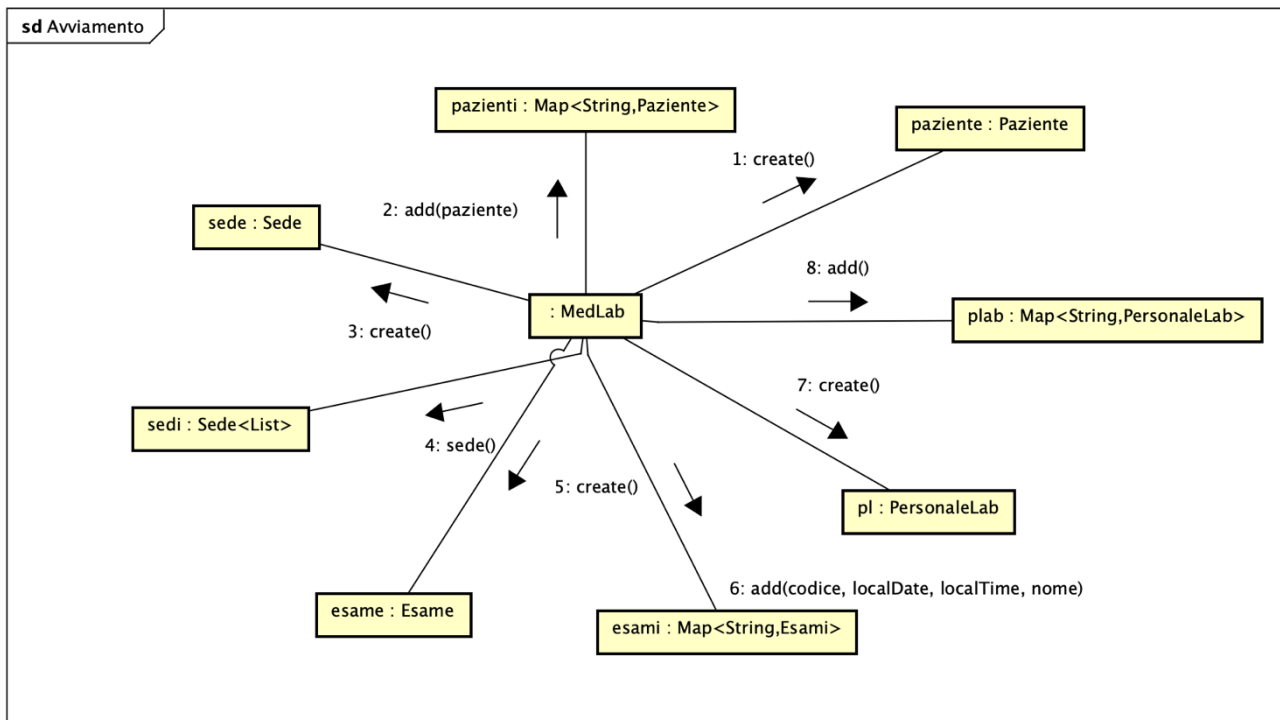 sd Avviamento
pazienti : Map<String,Paziente>
paziente : Paziente
1: create()
2: add(paziente)
sede : Sede
8: add()
: MedLab
plab : Map<String,PersonaleLab>
3: create()
7: create()
sedi : Sede<List>
4: sede()
5: create()
pl : PersonaleLab
6: add(codice, localDate, localTime, nome)
esame : Esame
esami : Map<String,Esami>